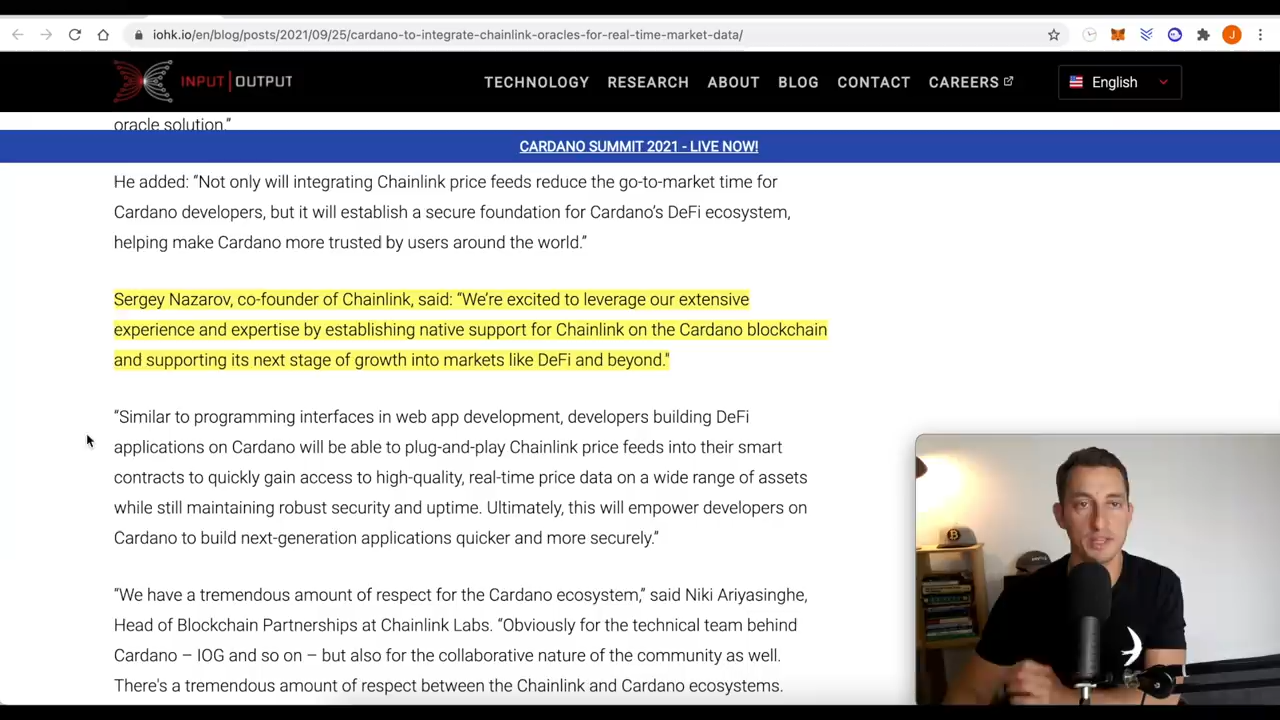 iohk.io/en/blog/posts/2021/09/25/cardano-to-integrate-chainlink-oracles-for-real-time-market-data/
J
INPUT | OUTPUT
TECHNOLOGY RESEARCH ABOUT BLOG CONTACT CAREERS
English
oracle solution.”
CARDANO SUMMIT 2021 - LIVE NOW!
He added: “Not only will integrating Chainlink price feeds reduce the go-to-market time for
Cardano developers, but it will establish a secure foundation for Cardano’s DeFi ecosystem,
helping make Cardano more trusted by users around the world.”
Sergey Nazarov, co-founder of Chainlink, said: “We’re excited to leverage our extensive
experience and expertise by establishing native support for Chainlink on the Cardano blockchain
and supporting its next stage of growth into markets like DeFi and beyond."
“Similar to programming interfaces in web app development, developers building DeFi
applications on Cardano will be able to plug-and-play Chainlink price feeds into their smart
contracts to quickly gain access to high-quality, real-time price data on a wide range of assets
while still maintaining robust security and uptime. Ultimately, this will empower developers on
Cardano to build next-generation applications quicker and more securely.”
“We have a tremendous amount of respect for the Cardano ecosystem,” said Niki Ariyasinghe,
Head of Blockchain Partnerships at Chainlink Labs. “Obviously for the technical team behind
Cardano – IOG and so on – but also for the collaborative nature of the community as well.
There's a tremendous amount of respect between the Chainlink and Cardano ecosystems.